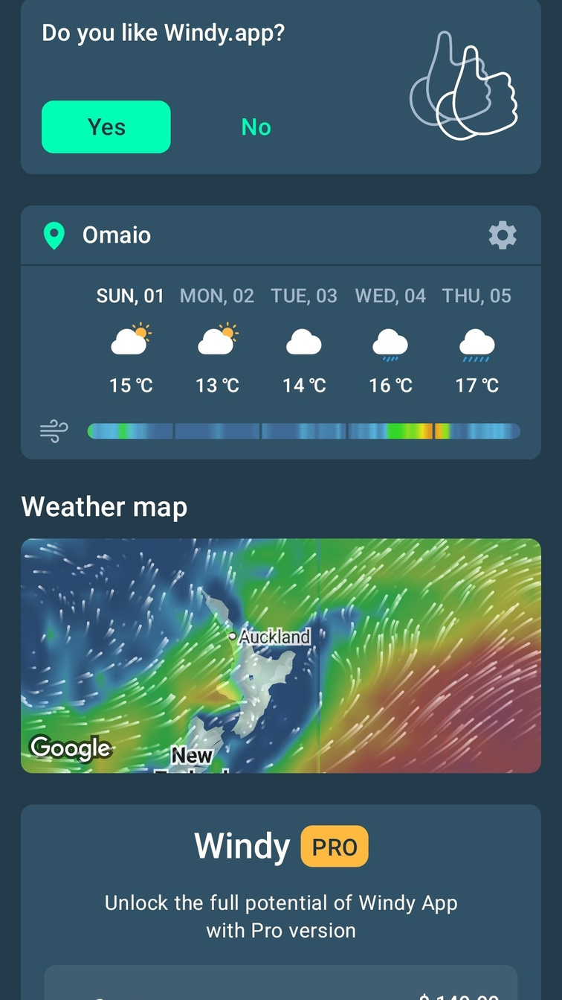 Do you like Windy.app?
Yes No
Omaio
SUN, 01 MON, 02 TUE, 03 WED, 04 THU, 05
15 °C 13 °C 14 °C 16 °C 17 °C
Weather map
Auckland
Google
New
Windy PRO
Unlock the full potential of Windy App
with Pro version